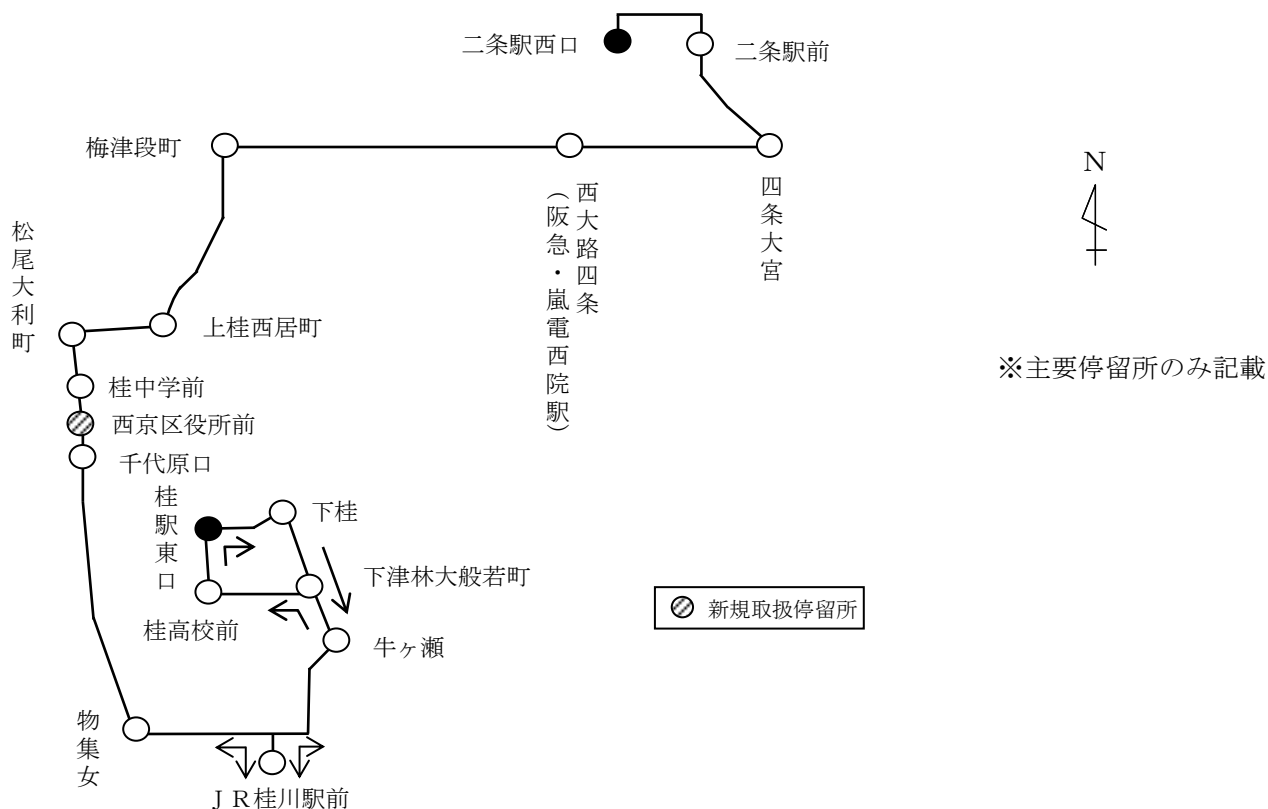 二条駅西口
二条駅前
梅津段町
西大路四条
(阪急・嵐電西院駅)
四条大宮
N
松尾大利町
上桂西居町
※主要停留所のみ記載
桂中学前
西京区役所前
千代原口
桂駅東口
下桂
下津林大般若町
新規取扱停留所
桂高校前
牛ヶ瀬
物集女
JR桂川駅前